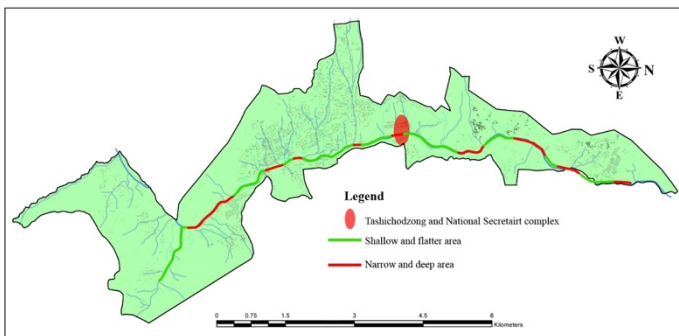 W
S N
E
Legend
Tashichodzong and National Secretairt complex
Shallow and flatter area
Narrow and deep area
0 0.75 1.5 3 4.5 6
Kilometers